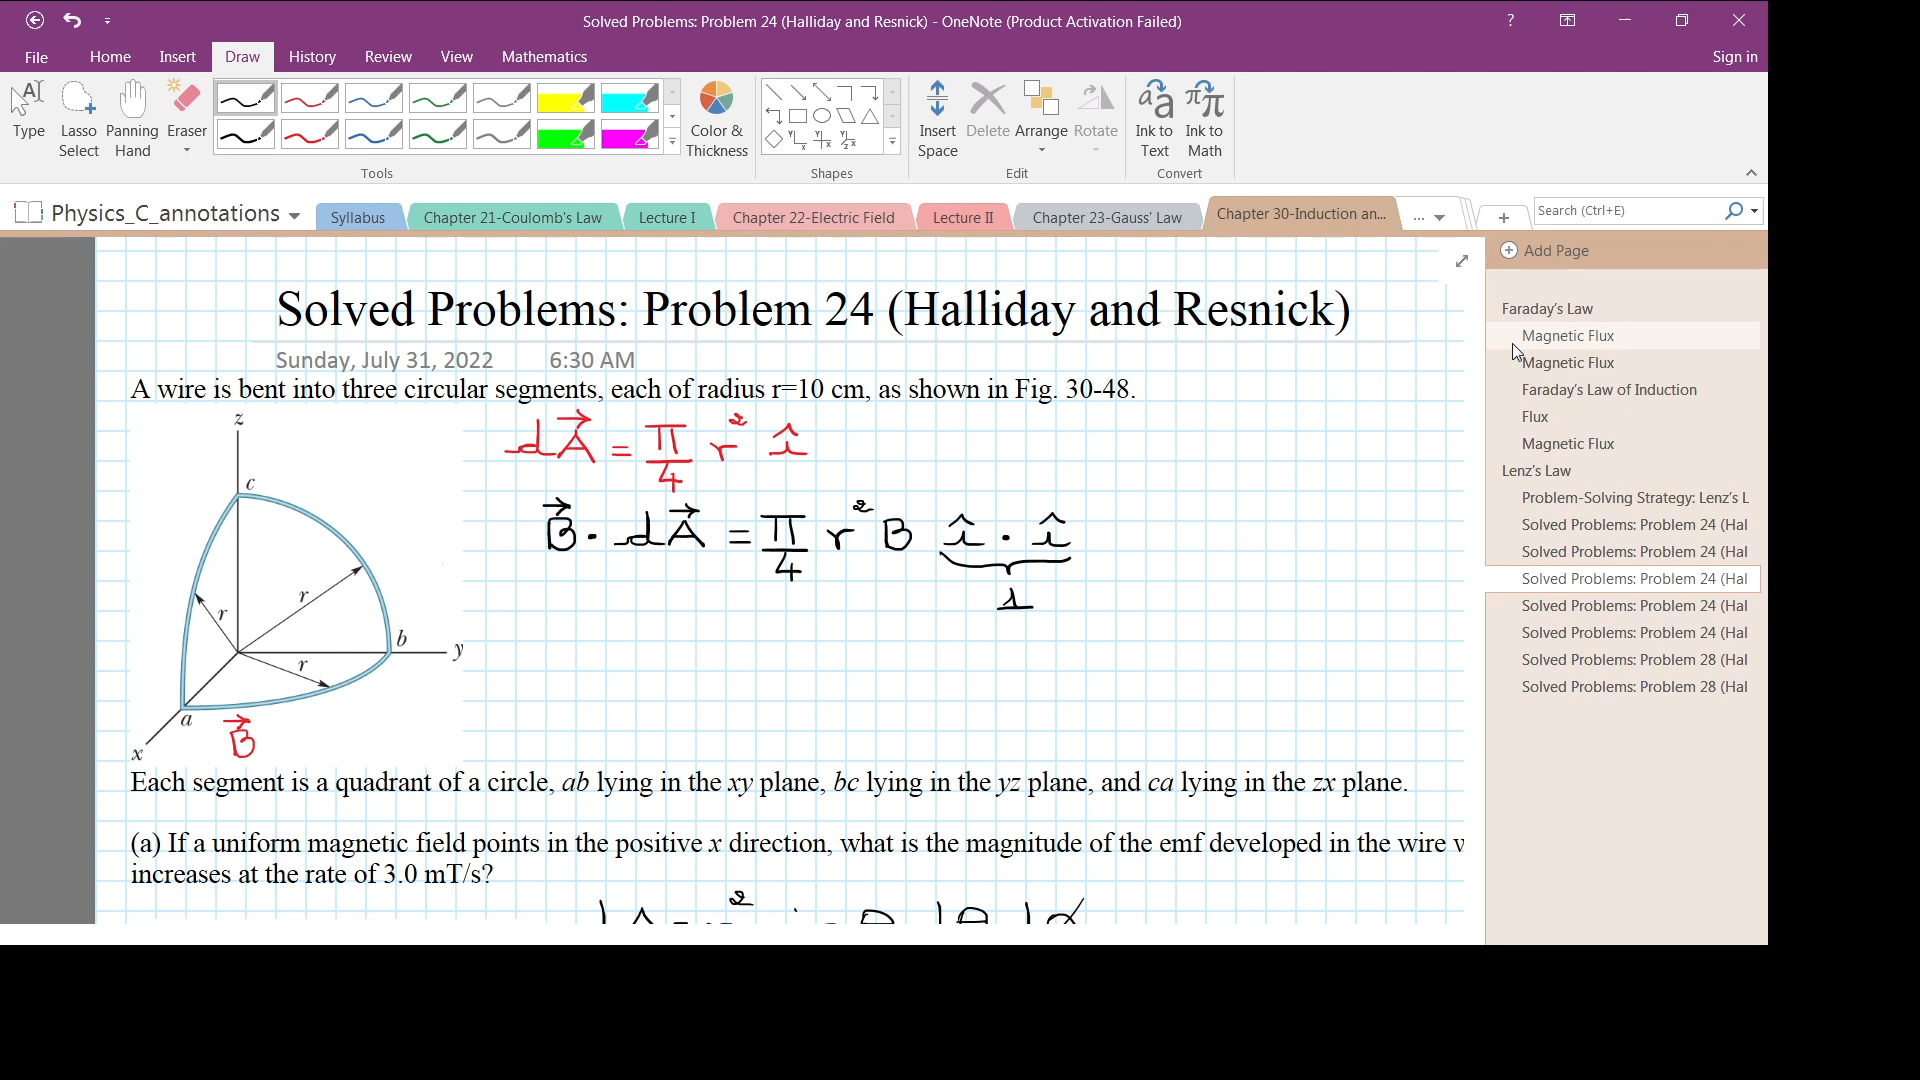 Solved Problems: Problem 24 (Halliday and Resnick) - OneNote (Product Activation Failed)
?
File Home Insert Draw History Review View Mathematics Sign in
Type
Lasso Select
Panning Hand
Eraser
Color & Thickness
Insert Space
Delete
Arrange
Rotate
Ink to Text
Ink to Math
Tools Shapes Edit Convert
Physics_C_annotations Syllabus Chapter 21-Coulomb's Law Lecture I Chapter 22-Electric Field Lecture II Chapter 23-Gauss' Law Chapter 30-Induction an... ... + Search (Ctrl+E)
Add Page
Faraday's Law
Magnetic Flux
Magnetic Flux
Faraday's Law of Induction
Flux
Magnetic Flux
Lenz's Law
Problem-Solving Strategy: Lenz's L
Solved Problems: Problem 24 (Hal
Solved Problems: Problem 24 (Hal
Solved Problems: Problem 24 (Hal
Solved Problems: Problem 24 (Hal
Solved Problems: Problem 24 (Hal
Solved Problems: Problem 28 (Hal
Solved Problems: Problem 28 (Hal
Solved Problems: Problem 24 (Halliday and Resnick)
Sunday, July 31, 2022 6:30 AM
A wire is bent into three circular segments, each of radius r=10 cm, as shown in Fig. 30-48.
z
c
r
r
r
b
y
a
x
B⃗
dA⃗ = π/4 r² î
B⃗ · dA⃗ = π/4 r² B î · î
1
Each segment is a quadrant of a circle, ab lying in the xy plane, bc lying in the yz plane, and ca lying in the zx plane.
(a) If a uniform magnetic field points in the positive x direction, what is the magnitude of the emf developed in the wire
increases at the rate of 3.0 mT/s?